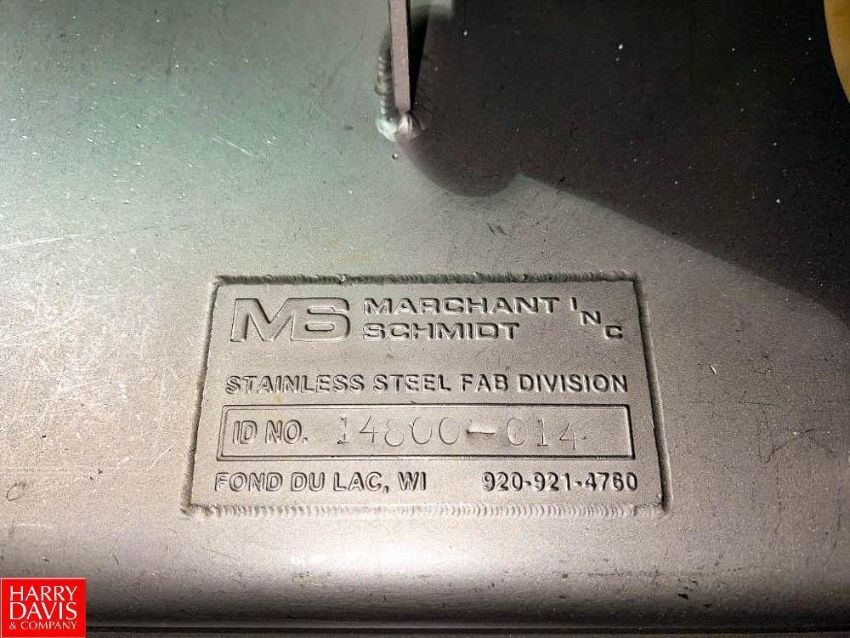 MS MARCHANT INC
SCHMIDT
STAINLESS STEEL FAB DIVISION
ID NO. 14800-014
FOND DU LAC, WI 920-921-4760
HARRY
DAVIS
& COMPANY